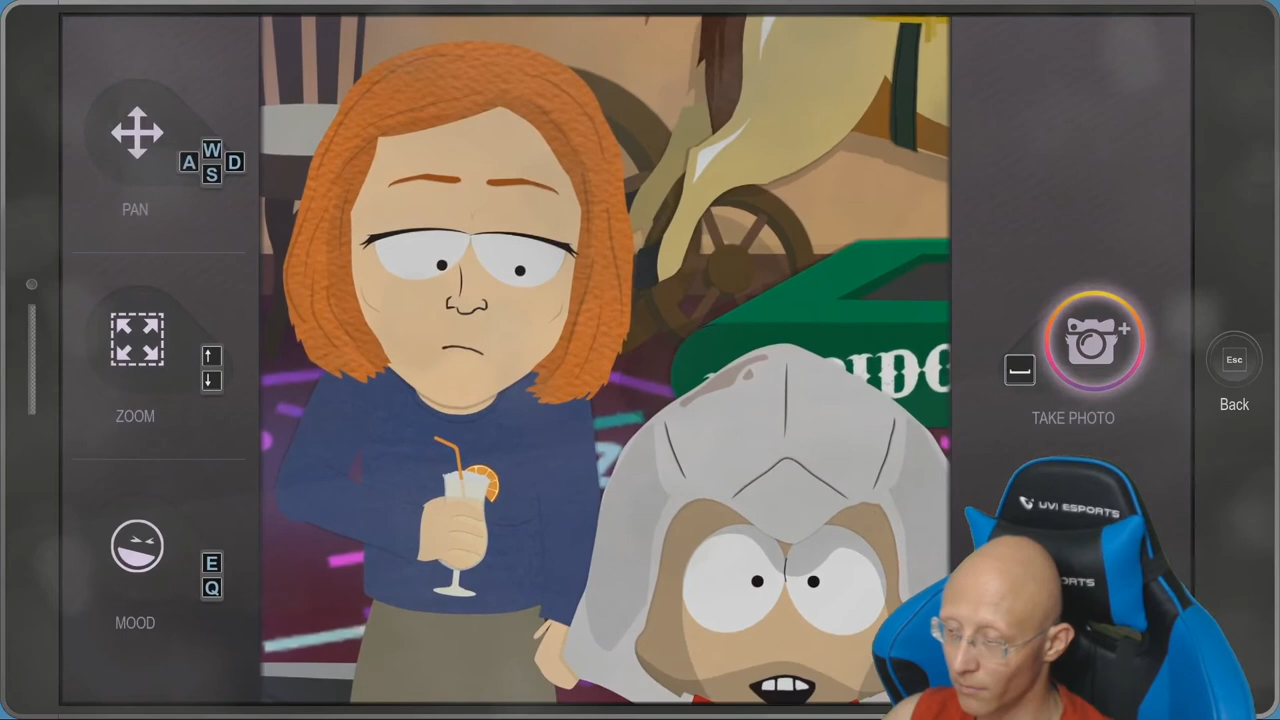 W
A
D
S
PAN
↑
↓
ZOOM
E
Q
MOOD
TAKE PHOTO
Esc
Back
UVI ESPORTS